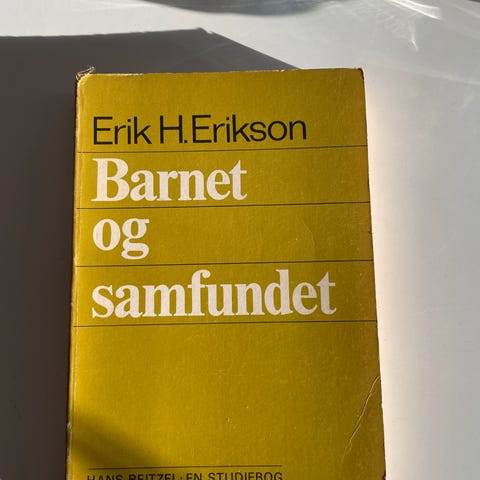 Erik H. Erikson
Barnet
og
samfundet
HANS REITZEL: EN STUDIEBOG